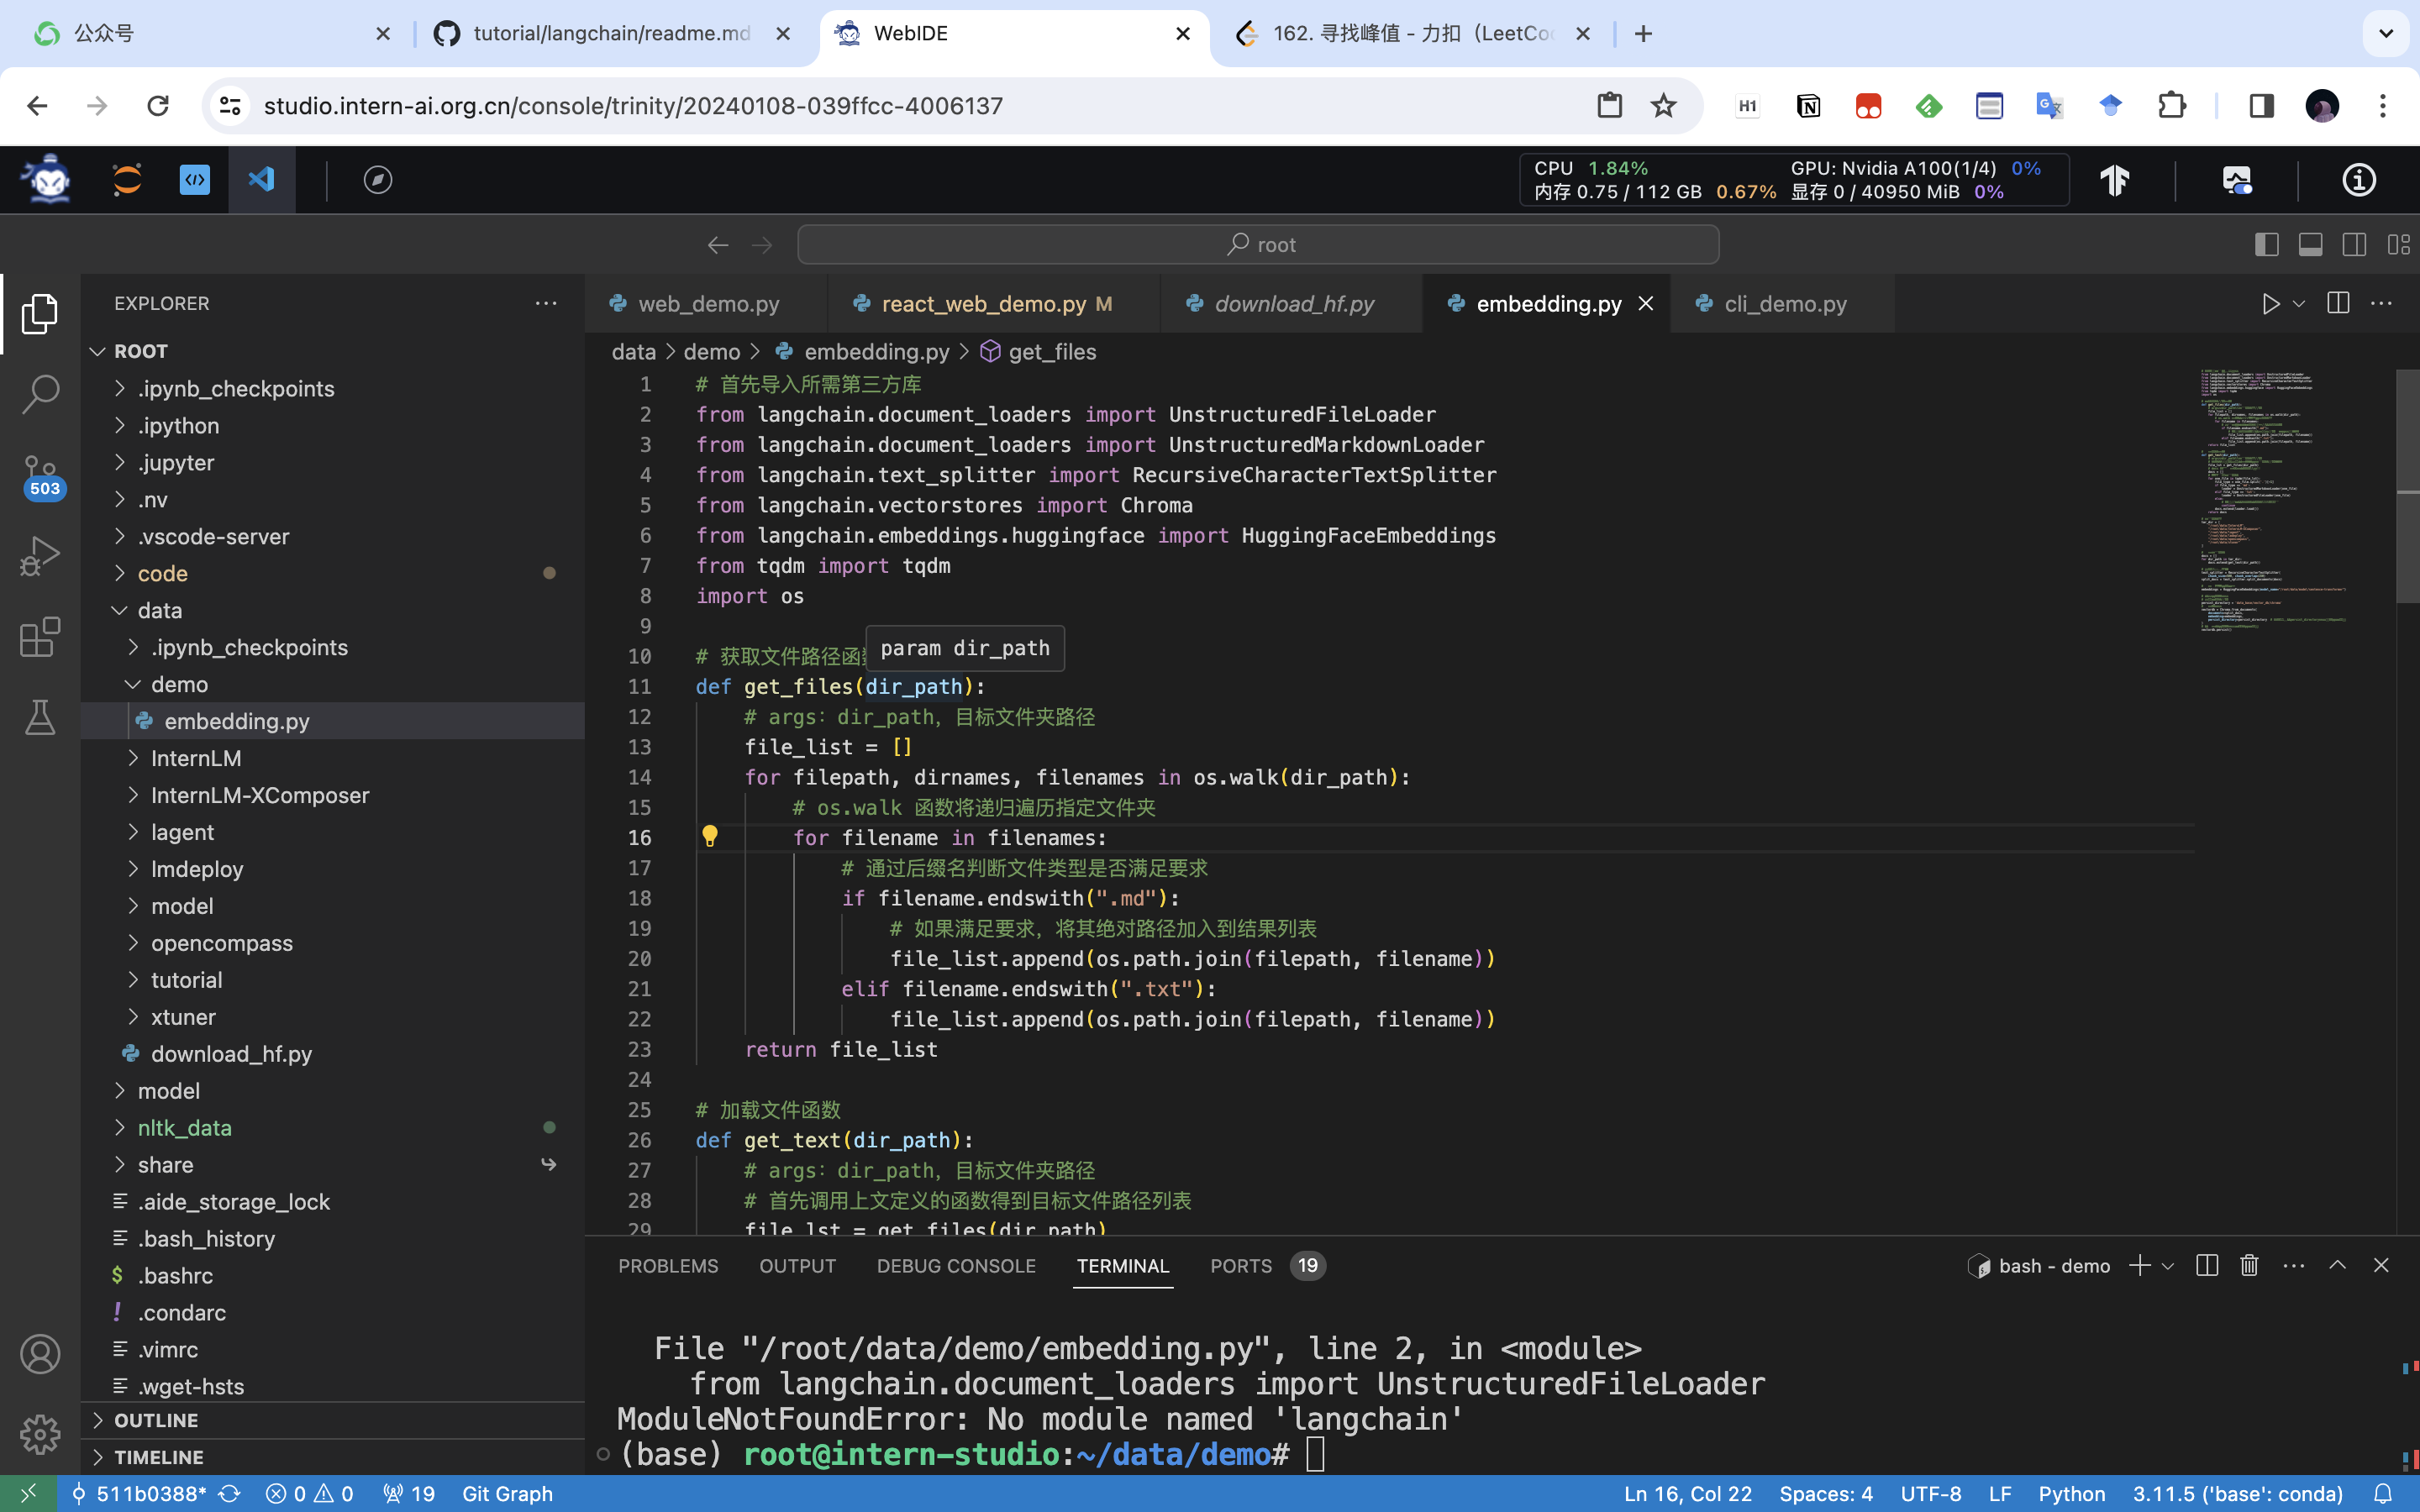 公众号
tutorial/langchain/readme.md
WebIDE
162. 寻找峰值 - 力扣（LeetCo
studio.intern-ai.org.cn/console/trinity/20240108-039ffcc-4006137
CPU 1.84% GPU: Nvidia A100(1/4) 0%
内存 0.75 / 112 GB 0.67% 显存 0 / 40950 MiB 0%
root
EXPLORER
ROOT
.ipynb_checkpoints
.ipython
.jupyter
.nv
.vscode-server
code
data
.ipynb_checkpoints
demo
embedding.py
InternLM
InternLM-XComposer
lagent
lmdeploy
model
opencompass
tutorial
xtuner
download_hf.py
model
nltk_data
share
.aide_storage_lock
.bash_history
.bashrc
.condarc
.vimrc
.wget-hsts
OUTLINE
TIMELINE
503
web_demo.py react_web_demo.py M download_hf.py embedding.py cli_demo.py
data > demo > embedding.py > get_files
1 # 首先导入所需第三方库
2 from langchain.document_loaders import UnstructuredFileLoader
3 from langchain.document_loaders import UnstructuredMarkdownLoader
4 from langchain.text_splitter import RecursiveCharacterTextSplitter
5 from langchain.vectorstores import Chroma
6 from langchain.embeddings.huggingface import HuggingFaceEmbeddings
7 from tqdm import tqdm
8 import os
9
10 # 获取文件路径函
param dir_path
11 def get_files(dir_path):
12 # args：dir_path，目标文件夹路径
13 file_list = []
14 for filepath, dirnames, filenames in os.walk(dir_path):
15 # os.walk 函数将递归遍历指定文件夹
16 for filename in filenames:
17 # 通过后缀名判断文件类型是否满足要求
18 if filename.endswith(".md"):
19 # 如果满足要求，将其绝对路径加入到结果列表
20 file_list.append(os.path.join(filepath, filename))
21 elif filename.endswith(".txt"):
22 file_list.append(os.path.join(filepath, filename))
23 return file_list
24
25 # 加载文件函数
26 def get_text(dir_path):
27 # args：dir_path，目标文件夹路径
28 # 首先调用上文定义的函数得到目标文件路径列表
29 file_lst = get_files(dir_path)
PROBLEMS OUTPUT DEBUG CONSOLE TERMINAL PORTS 19
bash - demo
File "/root/data/demo/embedding.py", line 2, in <module>
from langchain.document_loaders import UnstructuredFileLoader
ModuleNotFoundError: No module named 'langchain'
(base) root@intern-studio:~/data/demo#
511b0388* 0 0 19 Git Graph
Ln 16, Col 22 Spaces: 4 UTF-8 LF Python 3.11.5 ('base': conda)